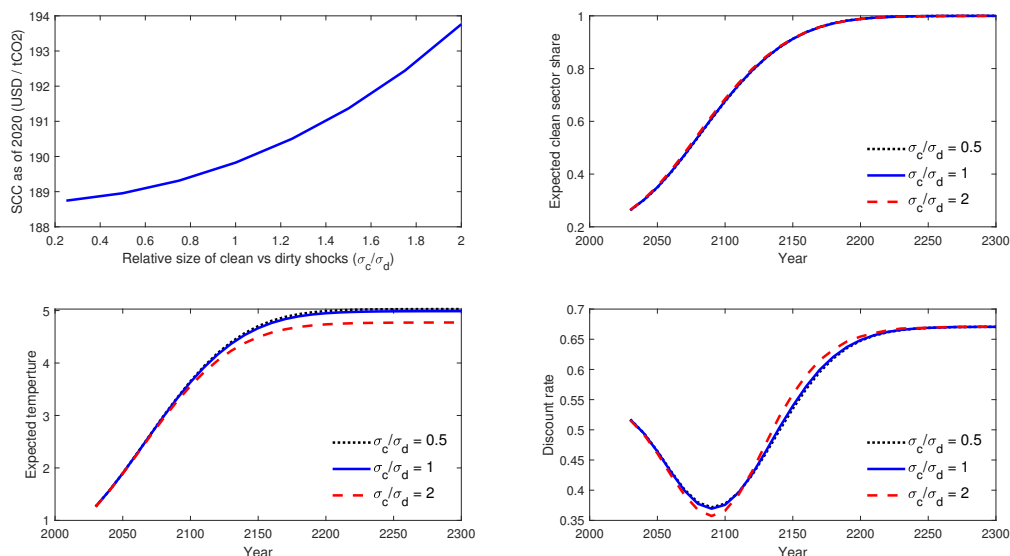 SCC as of 2020 (USD / tCO2)
194
193
192
191
190
189
188
0.2 0.4 0.6 0.8 1 1.2 1.4 1.6 1.8 2
Relative size of clean vs dirty shocks (σc/σd)
Expected clean sector share
1
0.8
0.6
0.4
0.2
σc/σd = 0.5
σc/σd = 1
σc/σd = 2
2000 2050 2100 2150 2200 2250 2300
Year
Expected temperture
5
4
3
2
1
σc/σd = 0.5
σc/σd = 1
σc/σd = 2
2000 2050 2100 2150 2200 2250 2300
Year
Discount rate
0.67
0.65
0.6
0.55
0.5
0.45
0.4
0.35
σc/σd = 0.5
σc/σd = 1
σc/σd = 2
2000 2050 2100 2150 2200 2250 2300
Year